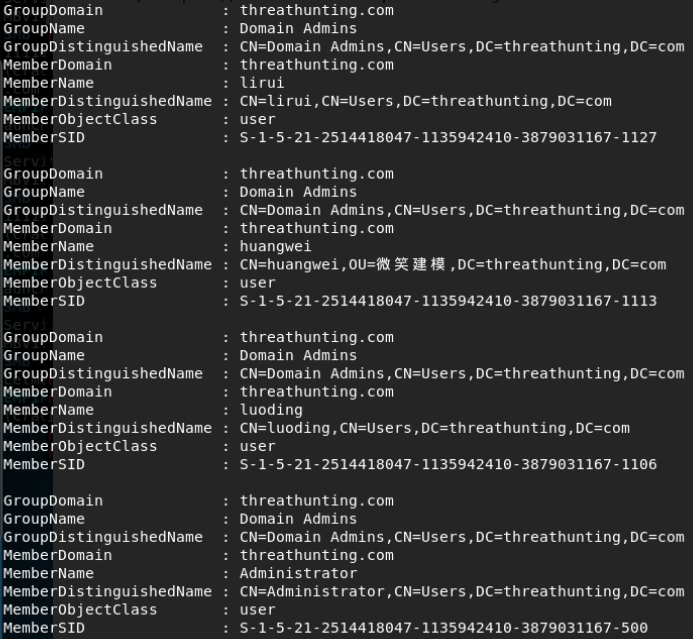 GroupDomain : threathunting.com
GroupName : Domain Admins
GroupDistinguishedName : CN=Domain Admins,CN=Users,DC=threathunting,DC=com
MemberDomain : threathunting.com
MemberName : lirui
MemberDistinguishedName : CN=lirui,CN=Users,DC=threathunting,DC=com
MemberObjectClass : user
MemberSID : S-1-5-21-2514418047-1135942410-3879031167-1127
GroupDomain : threathunting.com
GroupName : Domain Admins
GroupDistinguishedName : CN=Domain Admins,CN=Users,DC=threathunting,DC=com
MemberDomain : threathunting.com
MemberName : huangwei
MemberDistinguishedName : CN=huangwei,OU=微笑建模,DC=threathunting,DC=com
MemberObjectClass : user
MemberSID : S-1-5-21-2514418047-1135942410-3879031167-1113
GroupDomain : threathunting.com
GroupName : Domain Admins
GroupDistinguishedName : CN=Domain Admins,CN=Users,DC=threathunting,DC=com
MemberDomain : threathunting.com
MemberName : luoding
MemberDistinguishedName : CN=luoding,CN=Users,DC=threathunting,DC=com
MemberObjectClass : user
MemberSID : S-1-5-21-2514418047-1135942410-3879031167-1106
GroupDomain : threathunting.com
GroupName : Domain Admins
GroupDistinguishedName : CN=Domain Admins,CN=Users,DC=threathunting,DC=com
MemberDomain : threathunting.com
MemberName : Administrator
MemberDistinguishedName : CN=Administrator,CN=Users,DC=threathunting,DC=com
MemberObjectClass : user
MemberSID : S-1-5-21-2514418047-1135942410-3879031167-500